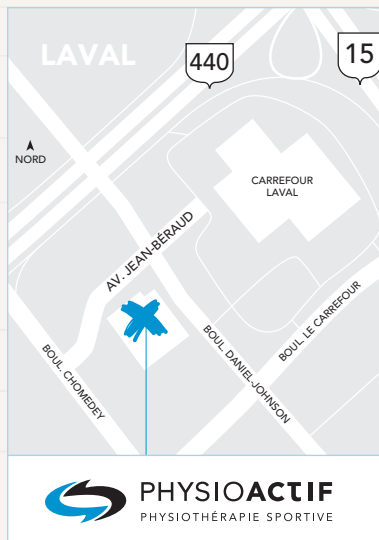 LAVAL
440
15
NORD
CARREFOUR
LAVAL
AV. JEAN-BÉRAUD
BOUL. CHOMEDEY
BOUL. DANIEL-JOHNSON
BOUL LE CARREFOUR
PHYSIOACTIF
PHYSIOTHÉRAPIE SPORTIVE